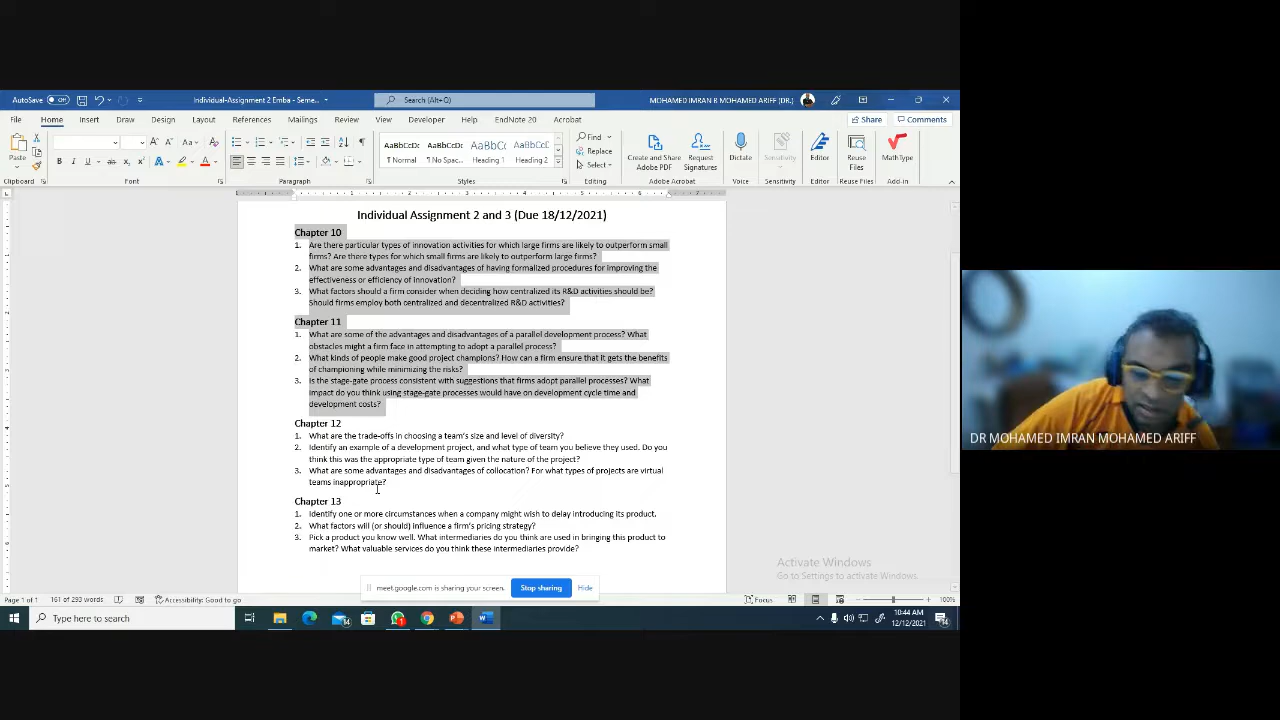 AutoSave Off
Individual-Assignment 2 Emba - Seme...
Search (Alt+Q)
MOHAMED IMRAN B MOHAMED ARIFF (DR.)
File Home Insert Draw Design Layout References Mailings Review View Developer Help EndNote 20 Acrobat Share Comments
Paste
Clipboard
Font
Paragraph
AaBbCcDc AaBbCcDc AaBbC AaBbCcC
¶ Normal ¶ No Spac... Heading 1 Heading 2
Styles
Find
Replace
Select
Editing
Create and Share Adobe PDF
Request Signatures
Adobe Acrobat
Dictate
Voice
Sensitivity
Sensitivity
Editor
Editor
Reuse Files
Reuse Files
MathType
Add-in
Individual Assignment 2 and 3 (Due 18/12/2021)
Chapter 10
1. Are there particular types of innovation activities for which large firms are likely to outperform small
firms? Are there types for which small firms are likely to outperform large firms?
2. What are some advantages and disadvantages of having formalized procedures for improving the
effectiveness or efficiency of innovation?
3. What factors should a firm consider when deciding how centralized its R&D activities should be?
Should firms employ both centralized and decentralized R&D activities?
Chapter 11
1. What are some of the advantages and disadvantages of a parallel development process? What
obstacles might a firm face in attempting to adopt a parallel process?
2. What kinds of people make good project champions? How can a firm ensure that it gets the benefits
of championing while minimizing the risks?
3. Is the stage-gate process consistent with suggestions that firms adopt parallel processes? What
impact do you think using stage-gate processes would have on development cycle time and
development costs?
Chapter 12
1. What are the trade-offs in choosing a team's size and level of diversity?
2. Identify an example of a development project, and what type of team you believe they used. Do you
think this was the appropriate type of team given the nature of the project?
3. What are some advantages and disadvantages of collocation? For what types of projects are virtual
teams inappropriate?
Chapter 13
1. Identify one or more circumstances when a company might wish to delay introducing its product.
2. What factors will (or should) influence a firm's pricing strategy?
3. Pick a product you know well. What intermediaries do you think are used in bringing this product to
market? What valuable services do you think these intermediaries provide?
Activate Windows
Go to Settings to activate Windows.
meet.google.com is sharing your screen. Stop sharing Hide
Page 1 of 1 161 of 293 words Accessibility: Good to go Focus 100%
Type here to search
10:44 AM
12/12/2021
DR MOHAMED IMRAN MOHAMED ARIFF